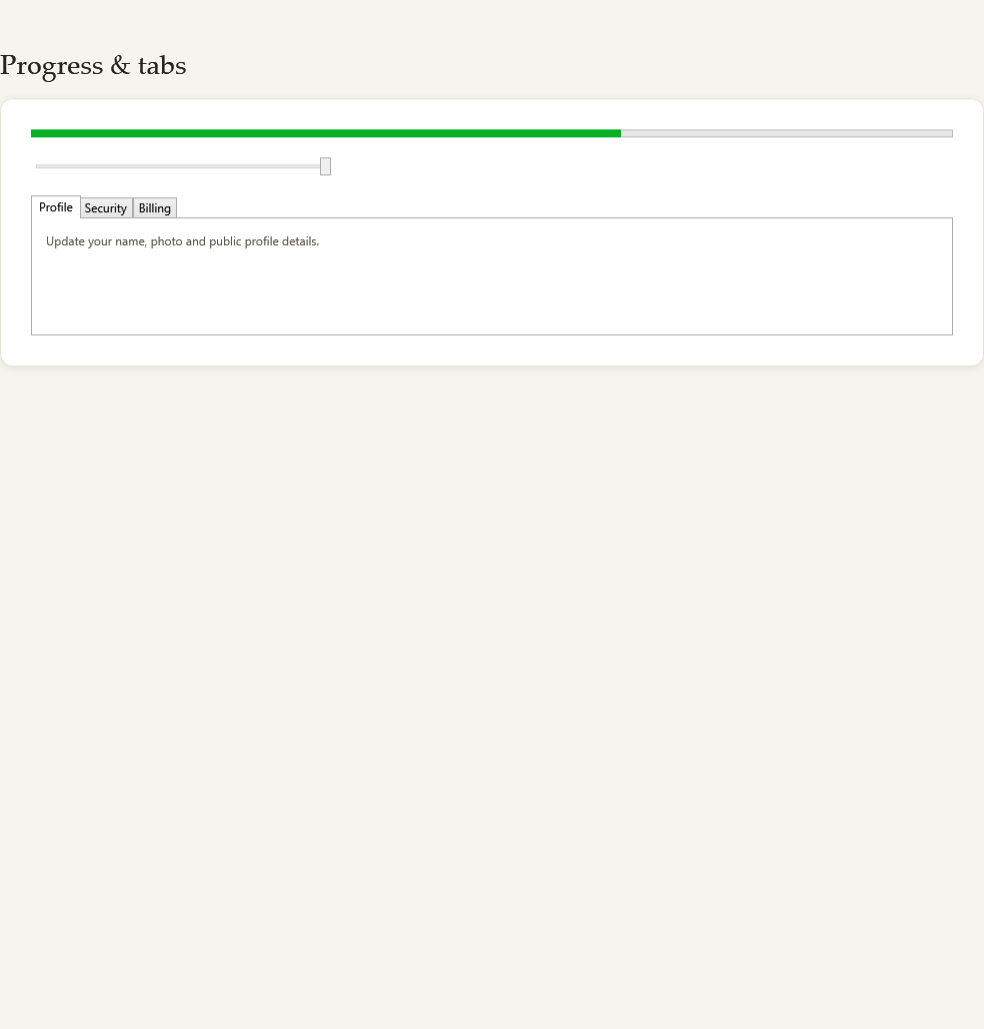 Progress & tabs
Profile Security Billing
Update your name, photo and public profile details.